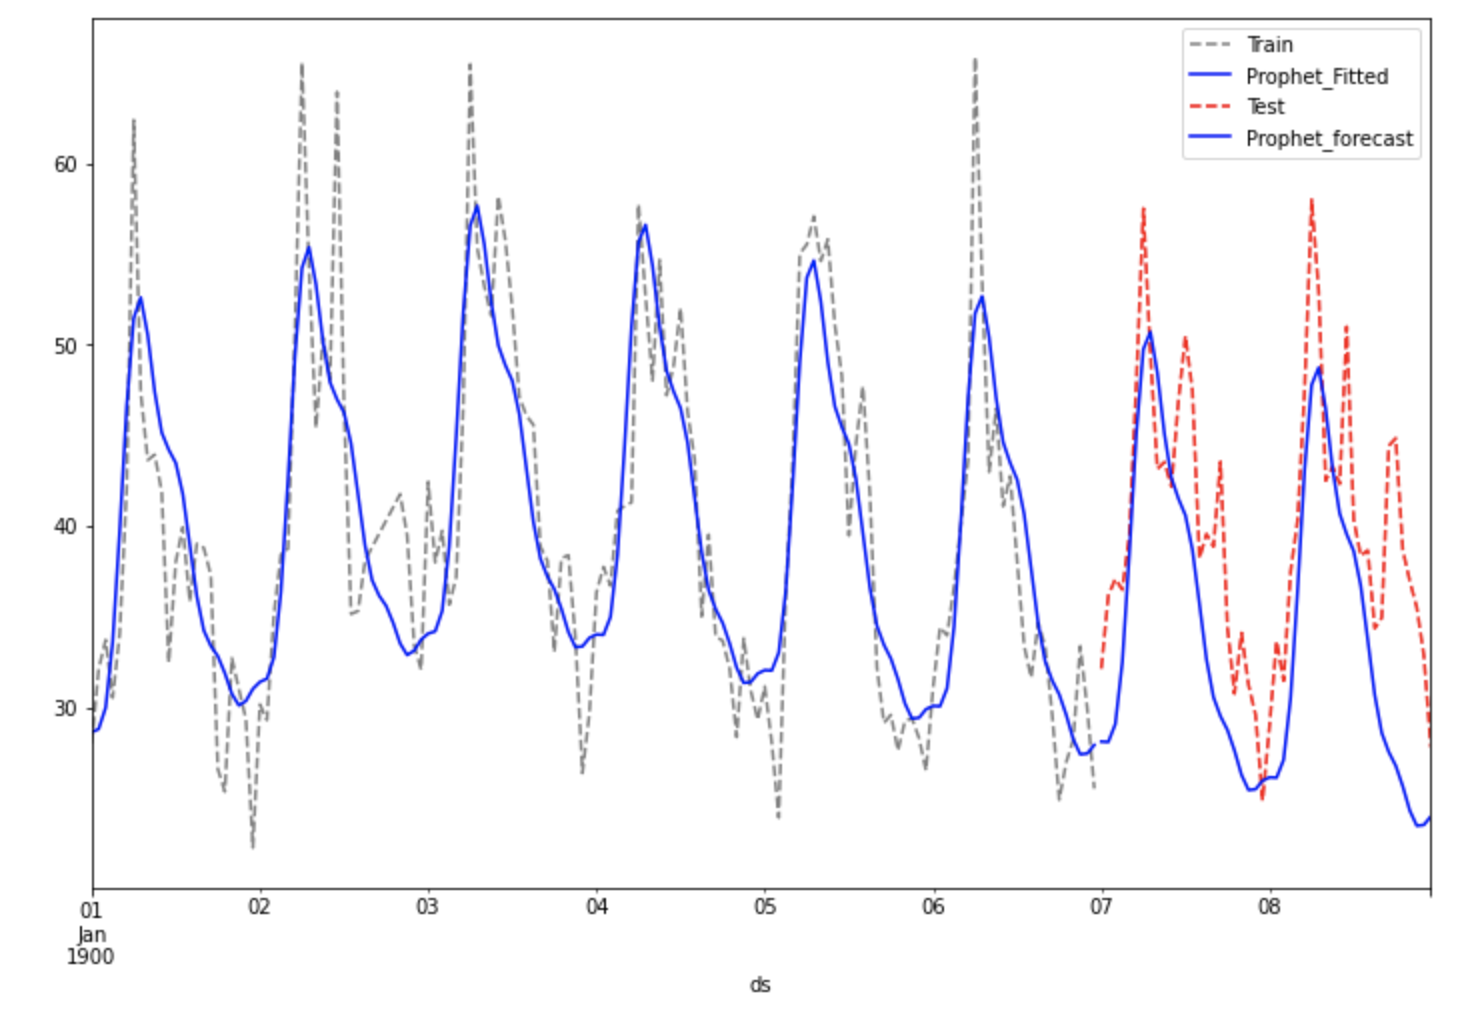 Train
Prophet_Fitted
Test
Prophet_forecast
60
50
40
30
01 02 03 04 05 06 07 08
Jan
1900
ds